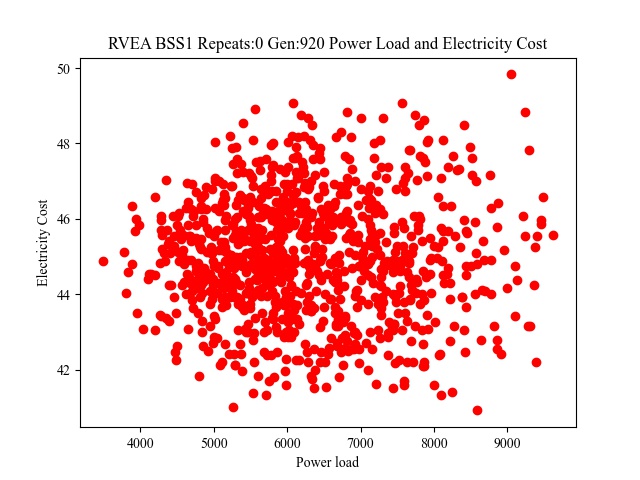 RVEA BSS1 Repeats:0 Gen:920 Power Load and Electricity Cost
50
48
46
44
42
Electricity Cost
4000 5000 6000 7000 8000 9000
Power load